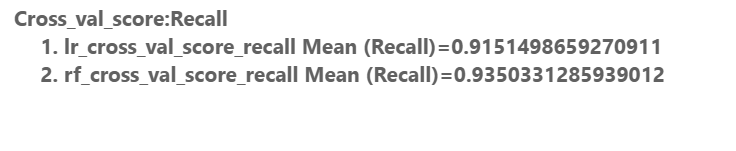 Cross_val_score:Recall
1. lr_cross_val_score_recall Mean (Recall)=0.9151498659270911
2. rf_cross_val_score_recall Mean (Recall)=0.9350331285939012